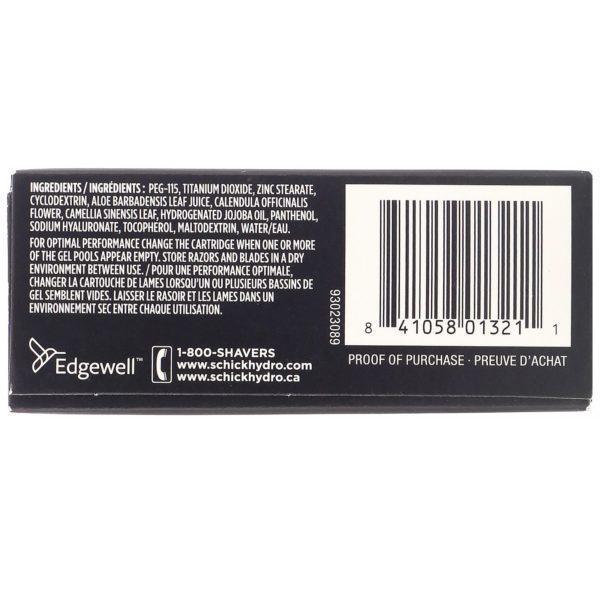 INGREDIENTS / INGRÉDIENTS : PEG-115, TITANIUM DIOXIDE, ZINC STEARATE,
CYCLODEXTRIN, ALOE BARBADENSIS LEAF JUICE, CALENDULA OFFICINALIS
FLOWER, CAMELLIA SINENSIS LEAF, HYDROGENATED JOJOBA OIL, PANTHENOL,
SODIUM HYALURONATE, TOCOPHEROL, MALTODEXTRIN, WATER/EAU.
FOR OPTIMAL PERFORMANCE CHANGE THE CARTRIDGE WHEN ONE OR MORE
OF THE GEL POOLS APPEAR EMPTY. STORE RAZORS AND BLADES IN A DRY
ENVIRONMENT BETWEEN USE. / POUR UNE PERFORMANCE OPTIMALE,
CHANGER LA CARTOUCHE DE LAMES LORSQU'UN OU PLUSIEURS BASSINS DE
GEL SEMBLENT VIDES. LAISSER LE RASOIR ET LES LAMES DANS UN
ENVIRONNEMENT SEC ENTRE CHAQUE UTILISATION.
Edgewell™
1-800-SHAVERS
www.schickhydro.com
www.schickhydro.ca
93023089
8 41058 01321 1
PROOF OF PURCHASE • PREUVE D'ACHAT